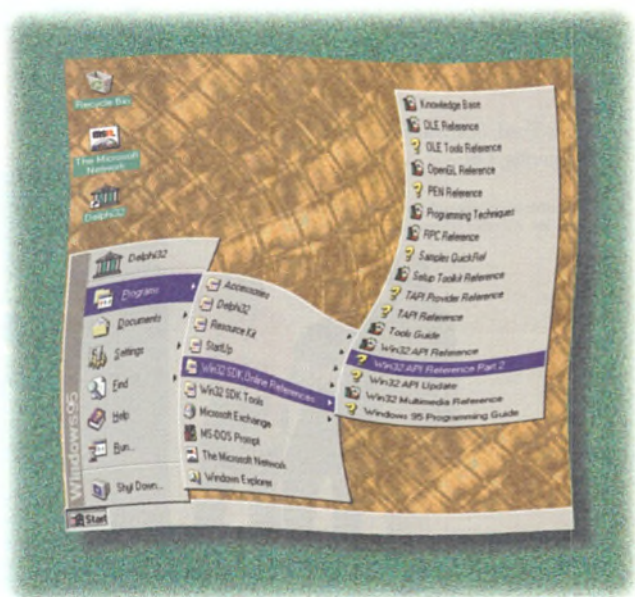 Recycle Bin
msn
The Microsoft
Network
Delphi32
Windows95
Delphi32
Programs
Documents
Settings
Find
Help
Run...
Shut Down...
Start
Accessories
Delphi32
Resource Kit
StartUp
Win32 SDK Online References
Win32 SDK Tools
Microsoft Exchange
MS-DOS Prompt
The Microsoft Network
Windows Explorer
Knowledge Base
OLE Reference
OLE Tools Reference
OpenGL Reference
PEN Reference
Programming Techniques
RPC Reference
Samples QuickRef
Setup Toolkit Reference
TAPI Provider Reference
TAPI Reference
Tools Guide
Win32 API Reference
Win32 API Reference Part 2
Win32 API Update
Win32 Multimedia Reference
Windows 95 Programming Guide